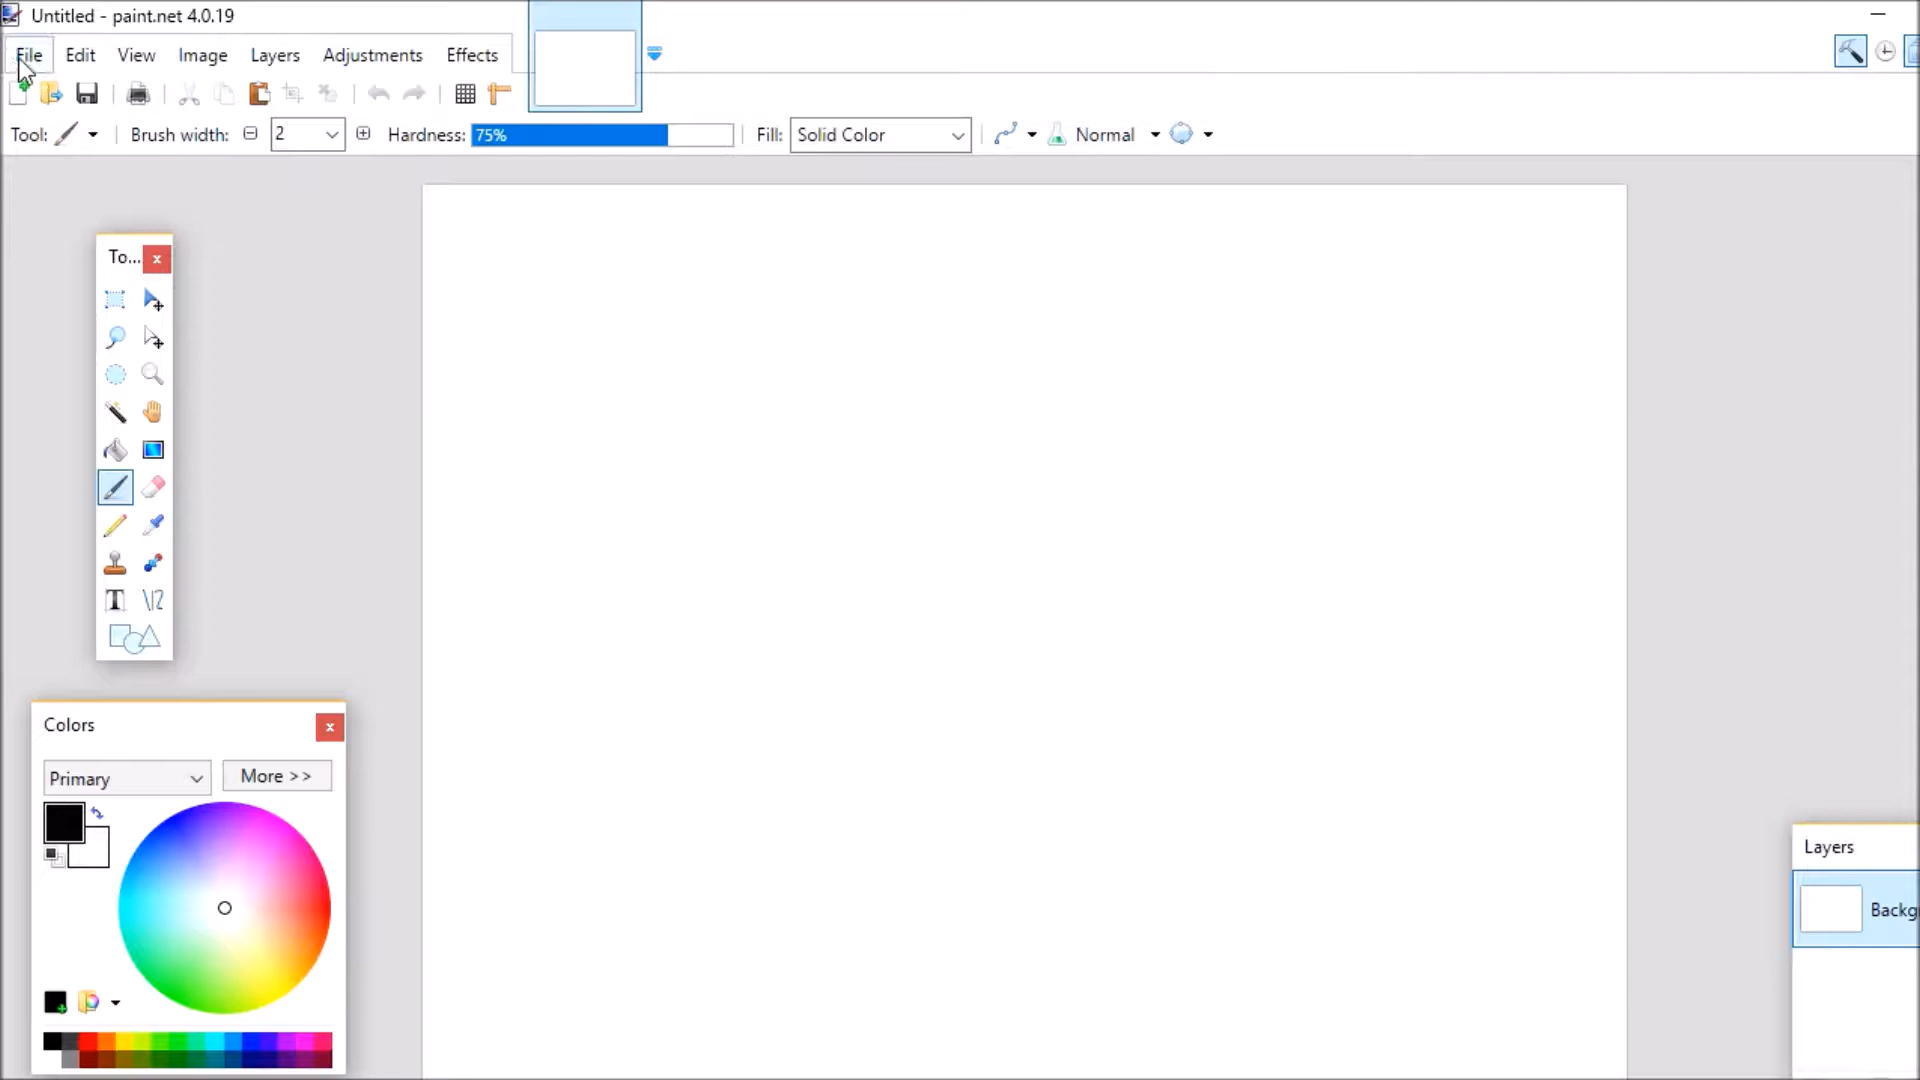 Untitled - paint.net 4.0.19
File Edit View Image Layers Adjustments Effects
Tool: Brush width: 2 Hardness: 75% Fill: Solid Color Normal
To... x
T
Colors x
Primary More >>
Layers
Backg